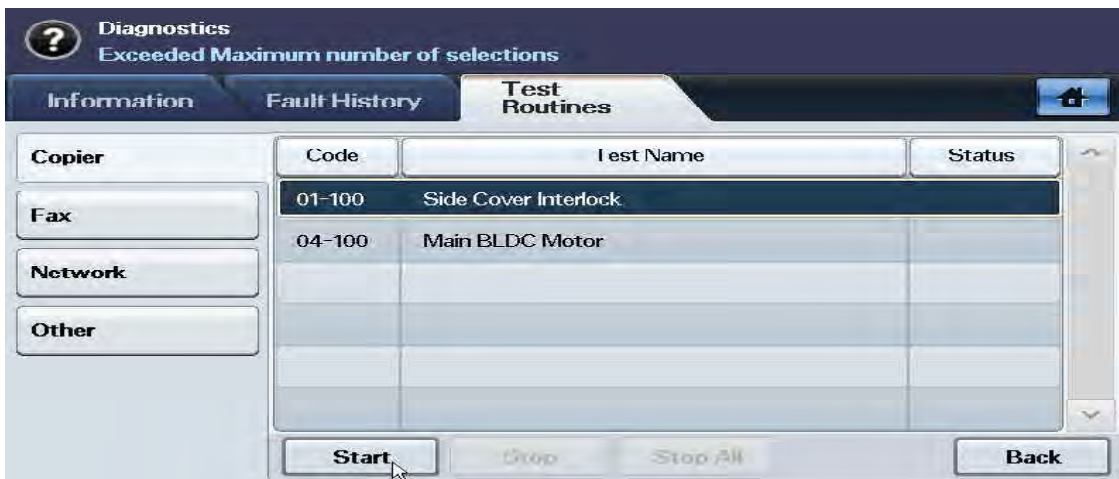 Diagnostics
Exceeded Maximum number of selections
Information
Fault History
Test
Routines
Copier
Fax
Network
Other
Code
Test Name
Status
01-100
Side Cover Interlock
04-100
Main BLDC Motor
Start
Stop
Stop All
Back